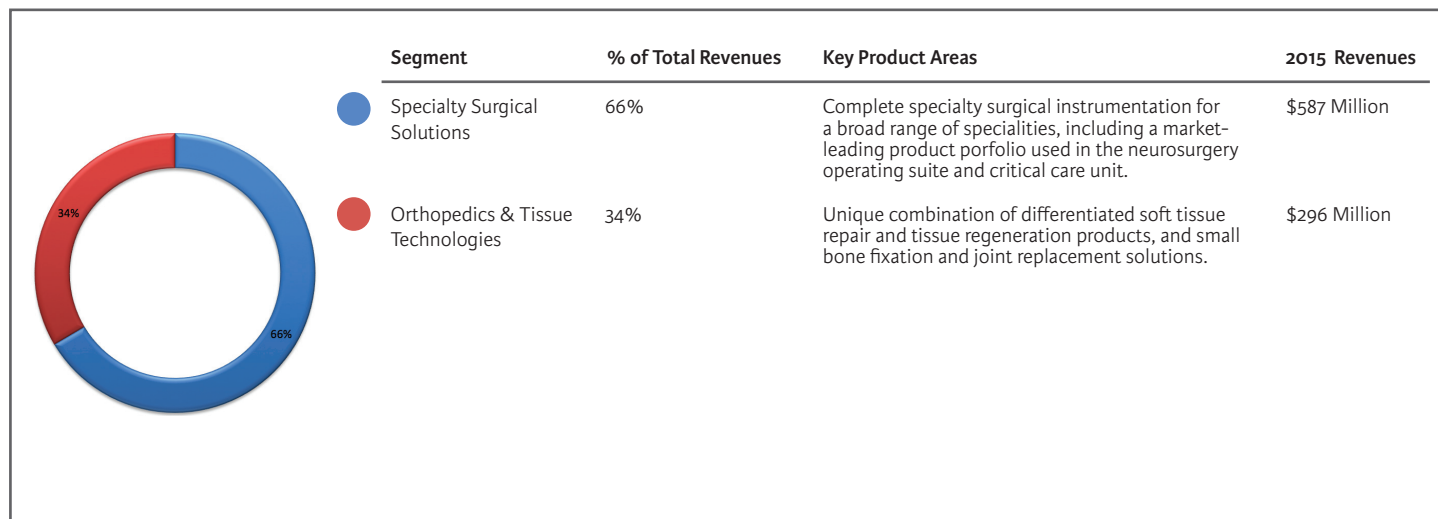 Segment % of Total Revenues Key Product Areas 2015 Revenues
Specialty Surgical
Solutions
66%
Complete specialty surgical instrumentation for
a broad range of specialities, including a market-
leading product porfolio used in the neurosurgery
operating suite and critical care unit.
$587 Million
Orthopedics & Tissue
Technologies
34%
Unique combination of differentiated soft tissue
repair and tissue regeneration products, and small
bone fixation and joint replacement solutions.
$296 Million
34%
66%